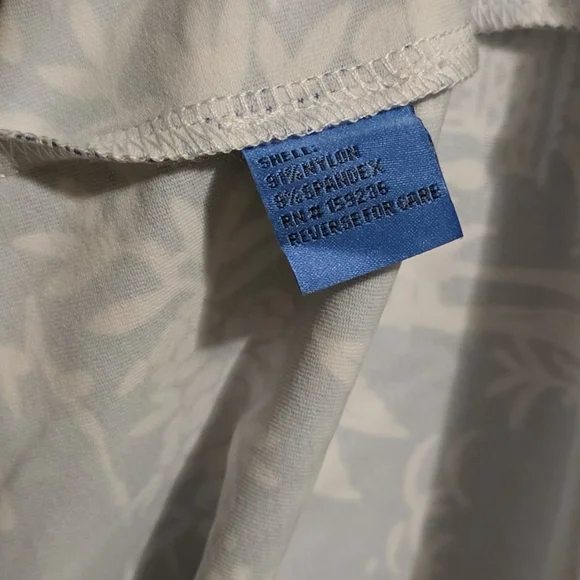 SHELL:
91% NYLON
9% SPANDEX
RN# 159236
REVERSE FOR CARE